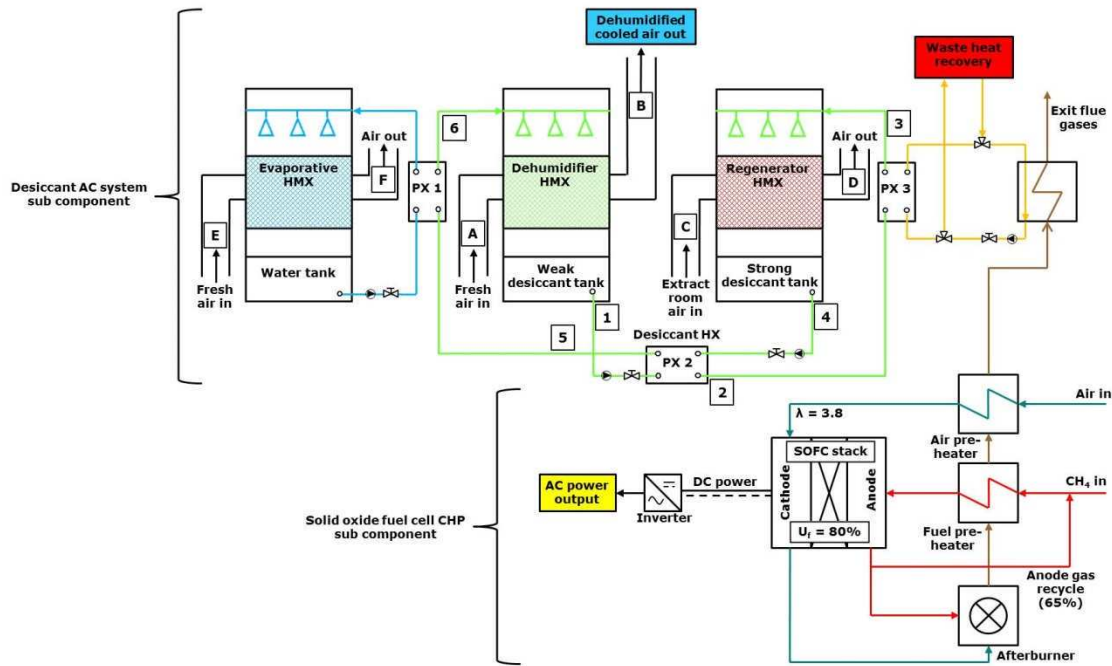 Dehumidified
cooled air out
Waste heat
recovery
Exit flue
gases
Desiccant AC system
sub component
Evaporative
HMX
Air out
F
E
Fresh
air in
Water tank
PX 1
6
Dehumidifier
HMX
B
A
Fresh
air in
Weak
desiccant tank
1
Regenerator
HMX
Air out
D
C
Extract
room
air in
Strong
desiccant tank
4
3
PX 3
5
Desiccant HX
PX 2
2
Solid oxide fuel cell CHP
sub component
AC power
output
Inverter
DC power
λ = 3.8
SOFC stack
Cathode
Anode
Uf = 80%
Air in
Air pre-
heater
CH4 in
Fuel pre-
heater
Anode gas
recycle
(65%)
Afterburner